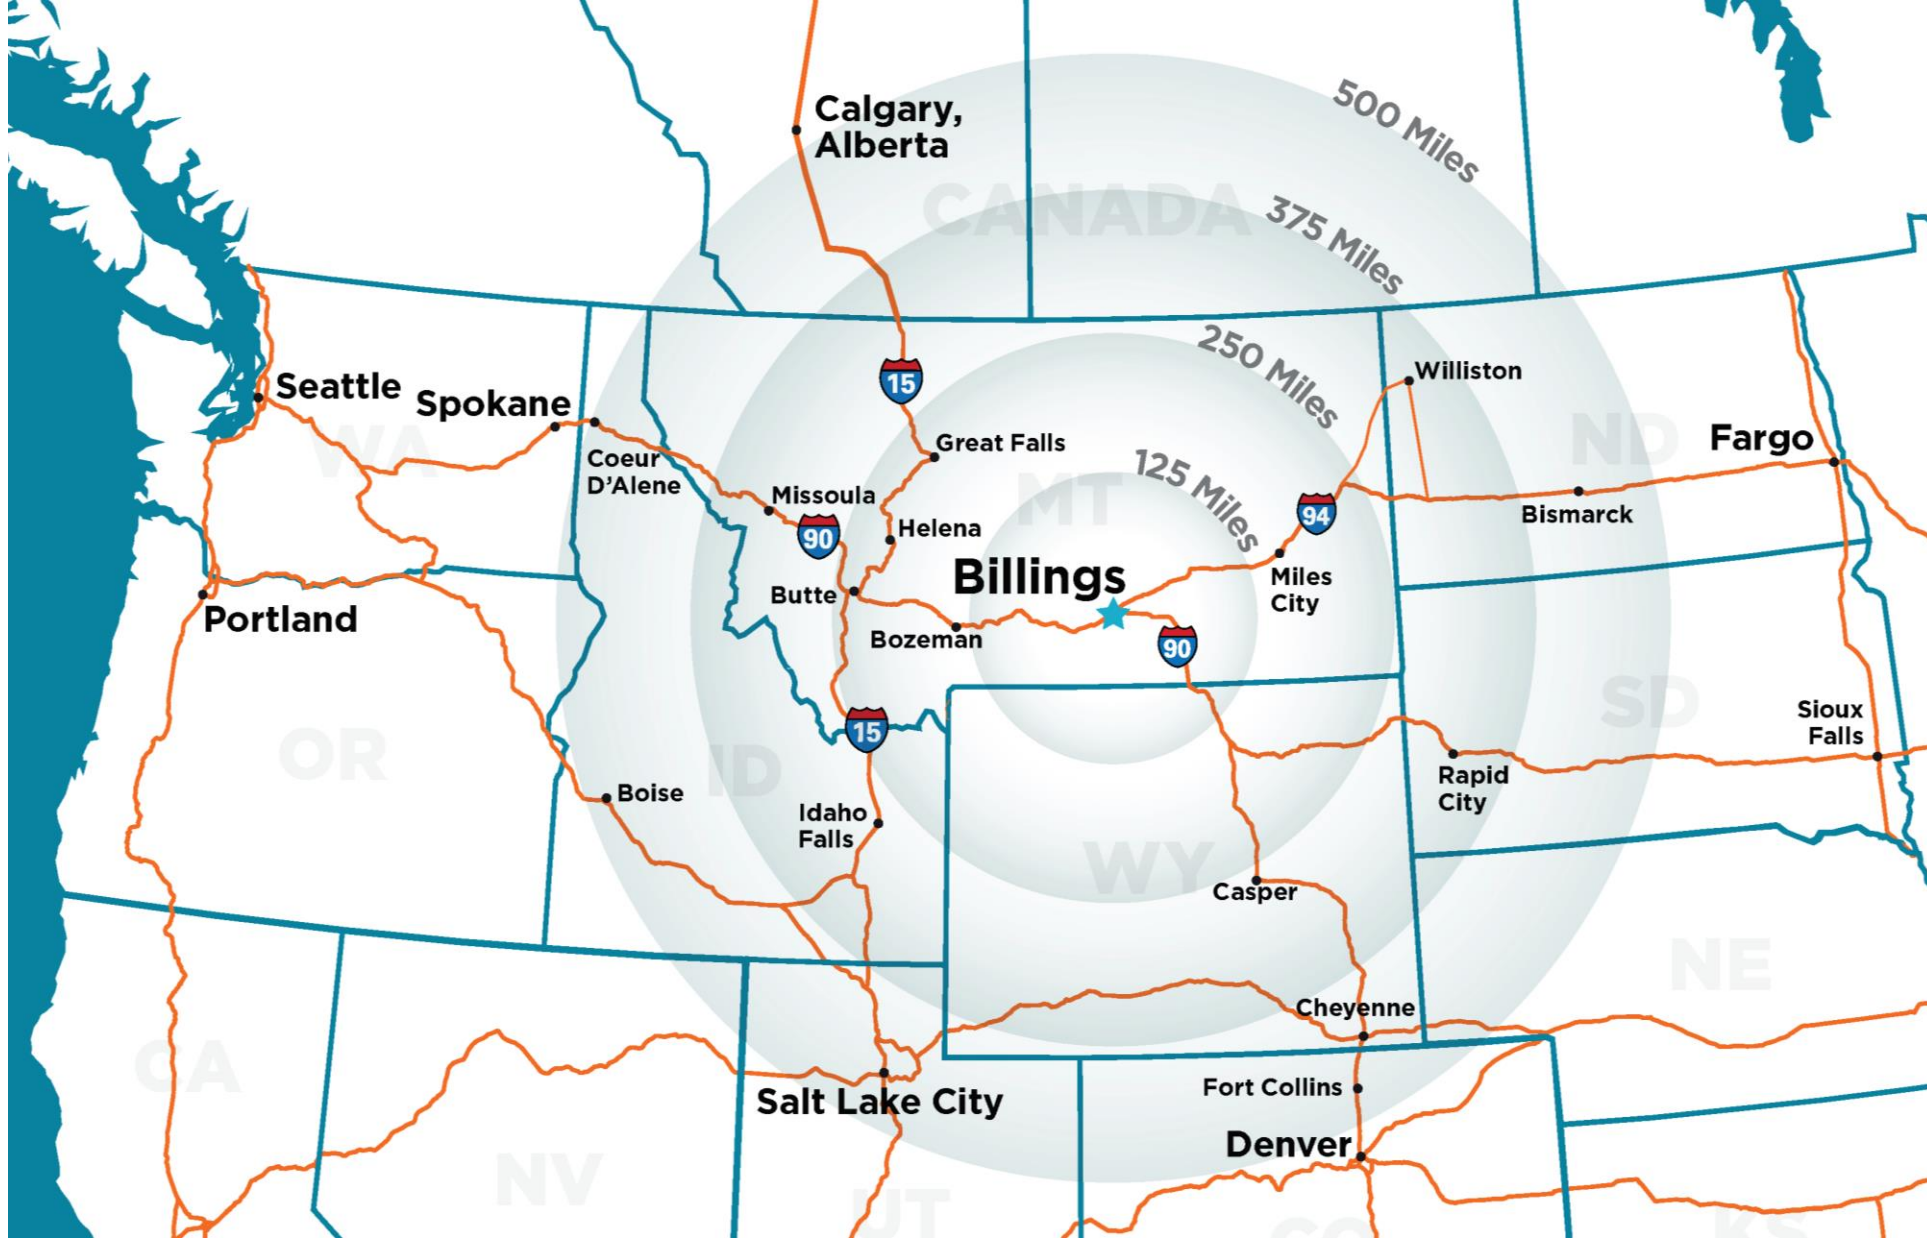 Calgary,
Alberta
500 Miles
CANADA
375 Miles
250 Miles
Williston
15
Seattle
Spokane
WA
ND
Fargo
Great Falls
Coeur
D'Alene
125 Miles
MT
Missoula
90
Helena
94
Bismarck
Billings
Miles
City
Butte
Portland
Bozeman
90
SD
Sioux
Falls
15
OR
ID
Boise
Rapid
City
Idaho
Falls
WY
Casper
NE
Cheyenne
CA
Fort Collins
Salt Lake City
Denver
NV
UT
CO
KS